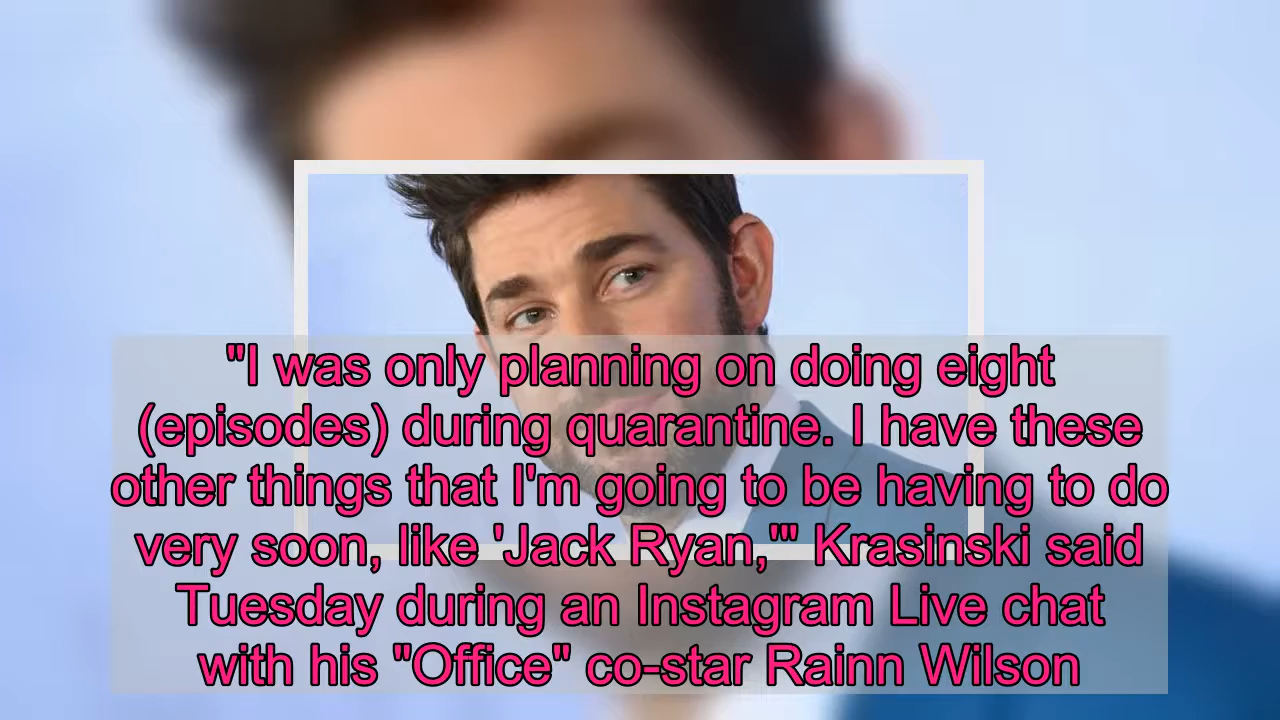 "I was only planning on doing eight
(episodes) during quarantine. I have these
other things that I'm going to be having to do
very soon, like 'Jack Ryan,'" Krasinski said
Tuesday during an Instagram Live chat
with his "Office" co-star Rainn Wilson